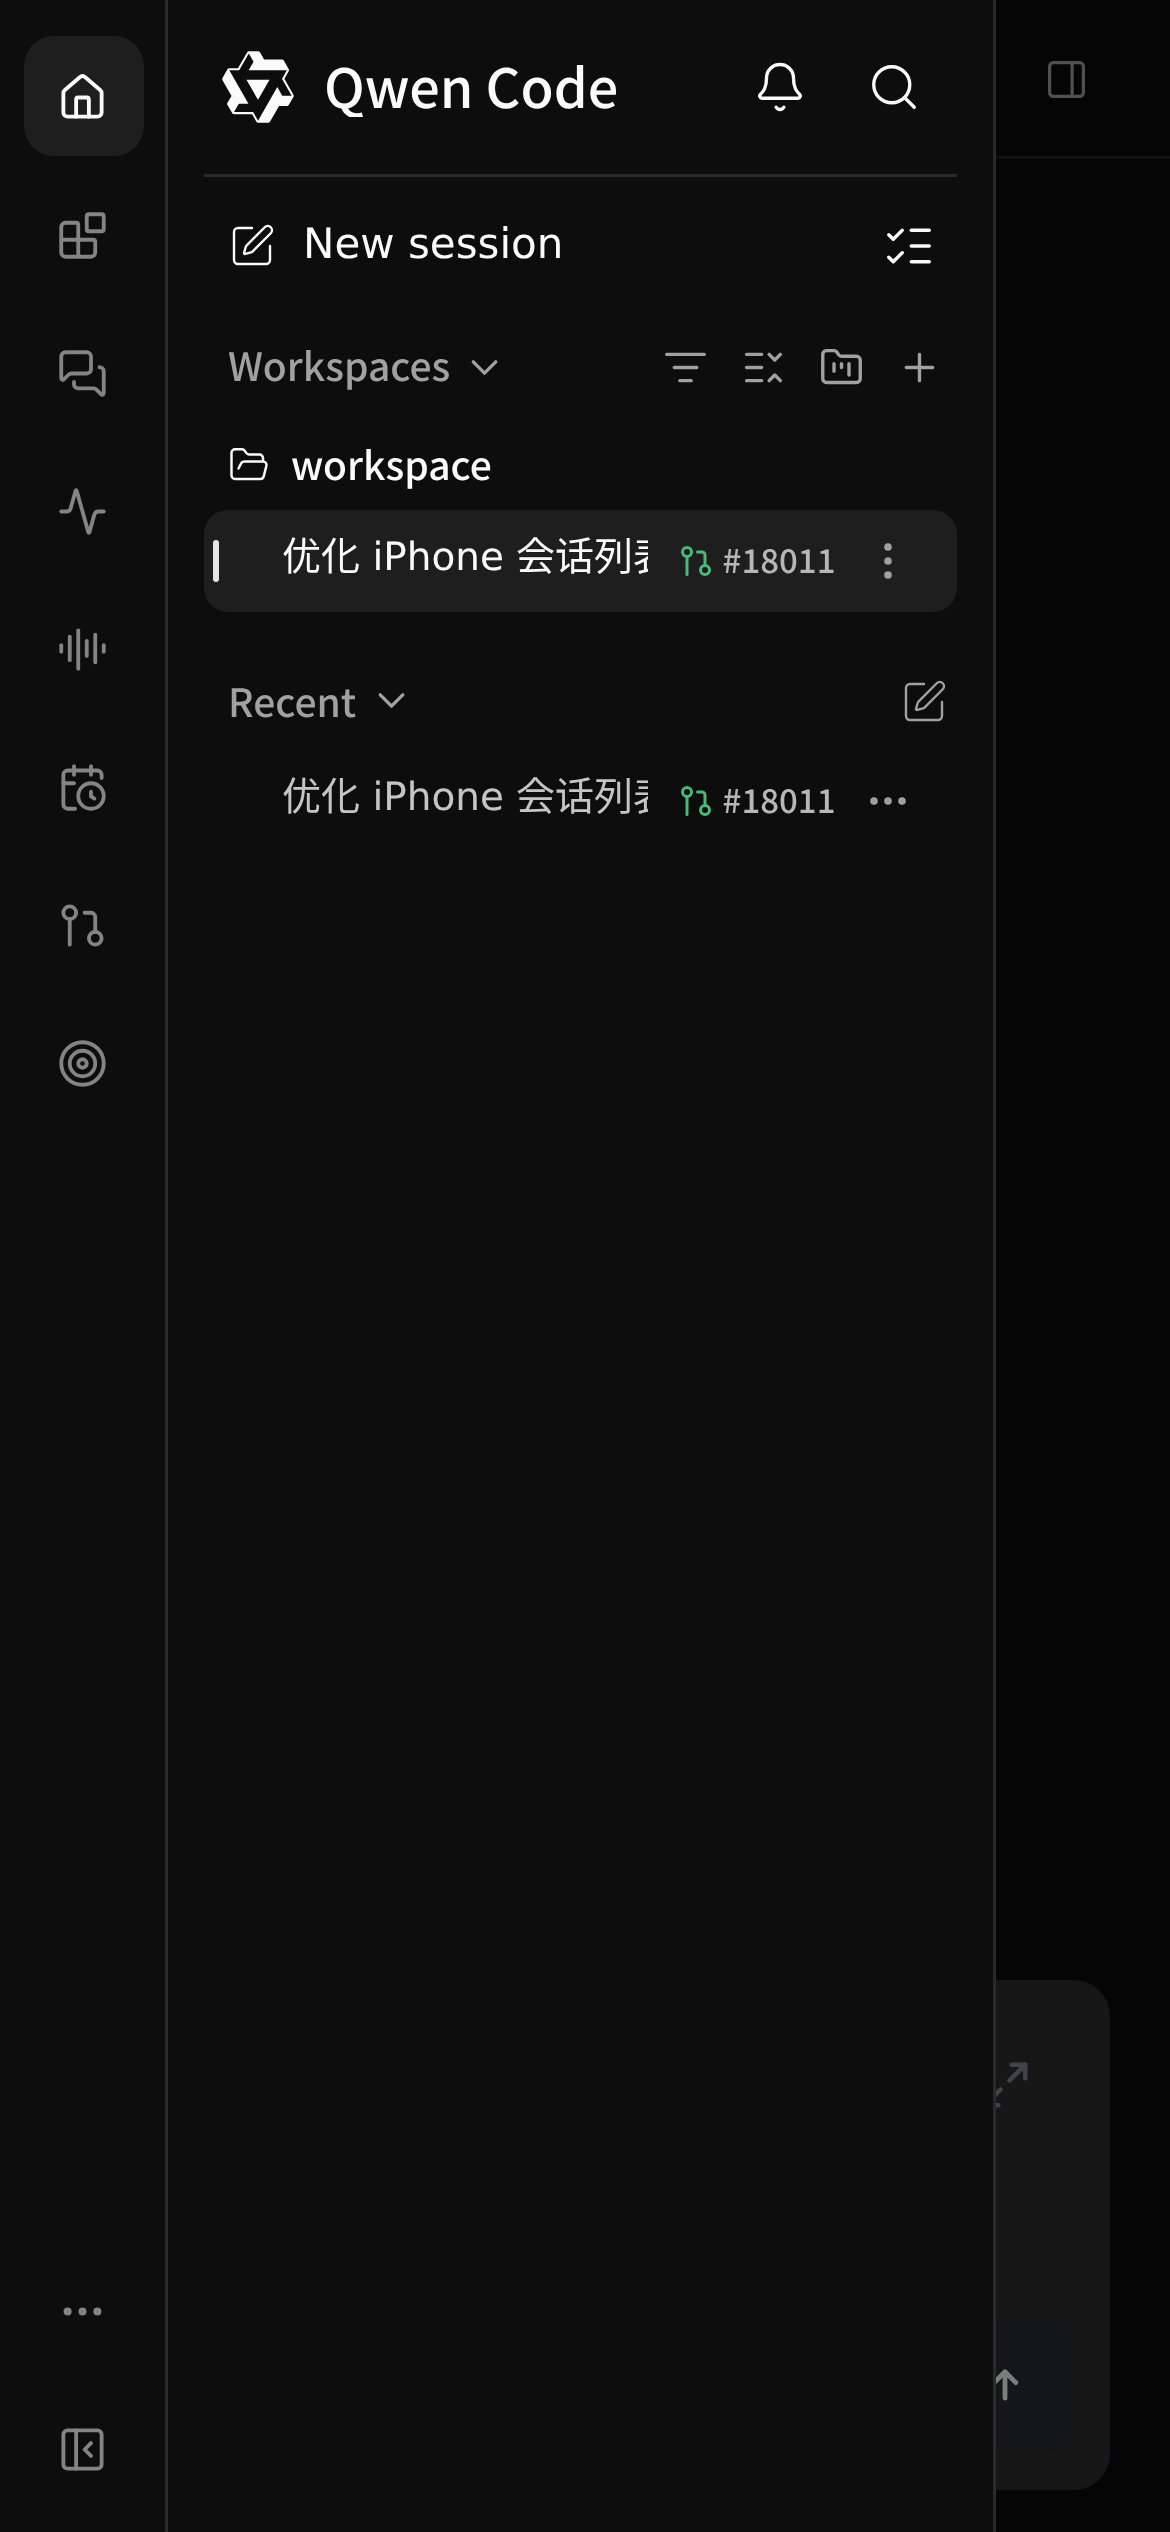 Qwen Code
New session
Workspaces
workspace
优化 iPhone 会话列 #18011
Recent
优化 iPhone 会话列 #18011